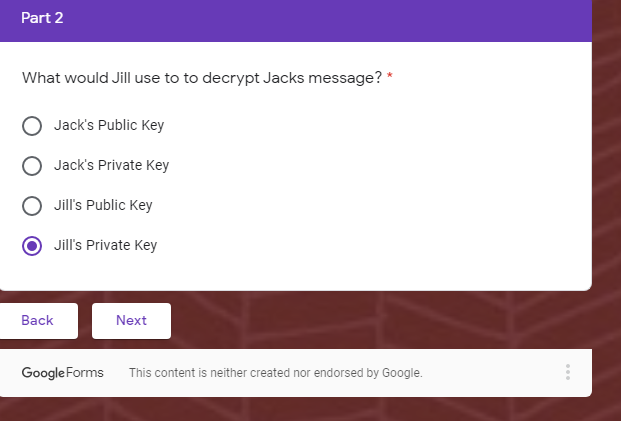 Part 2
What would Jill use to to decrypt Jacks message? *
Jack's Public Key
Jack's Private Key
Jill's Public Key
Jill's Private Key
Back Next
Google Forms This content is neither created nor endorsed by Google.